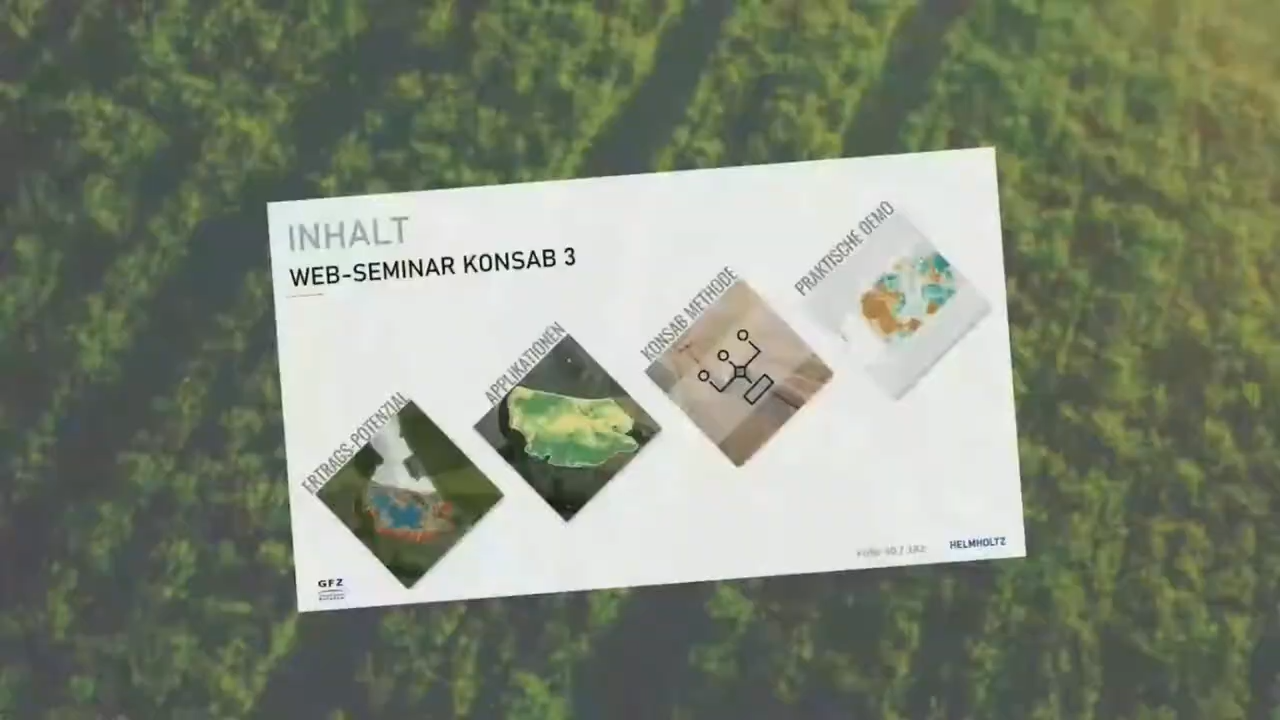 INHALT
WEB-SEMINAR KONSAB 3
ERTRAGS-POTENZIAL
APPLIKATIONEN
KONSAB METHODE
PRAKTISCHE DEMO
GFZ
HELMHOLTZ